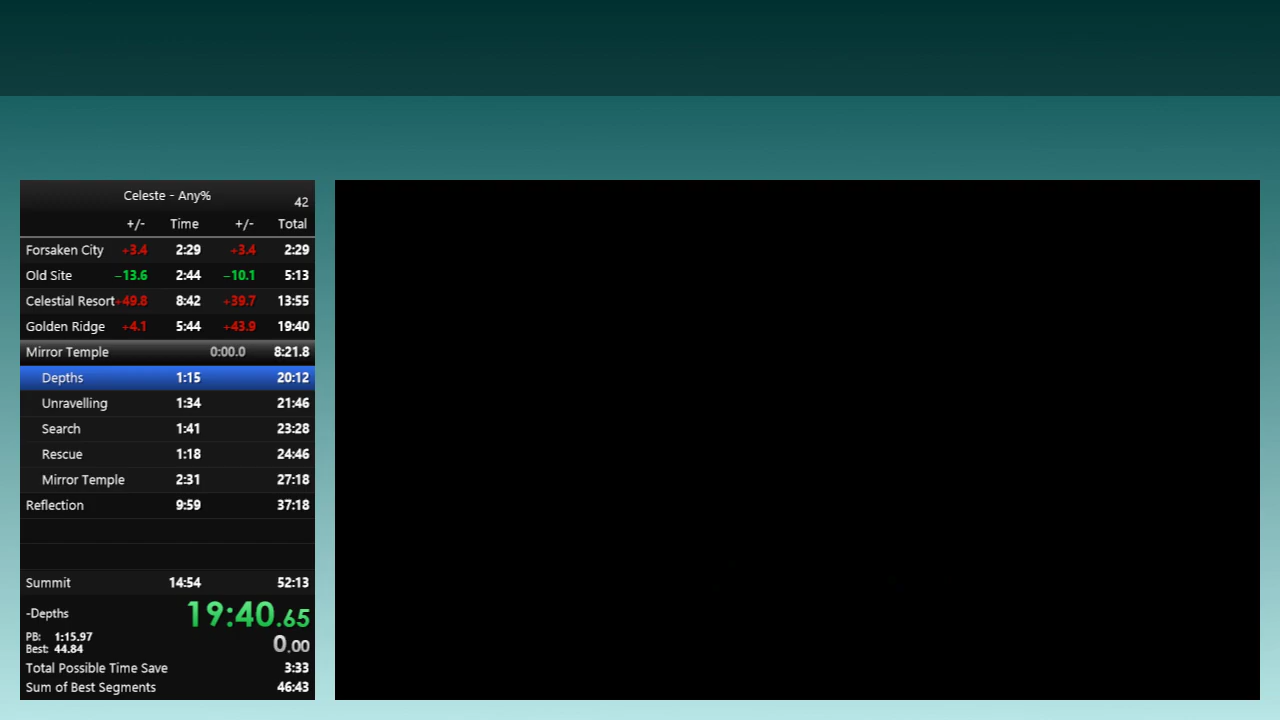 Celeste - Any%
42
+/- Time +/- Total
Forsaken City +3.4 2:29 +3.4 2:29
Old Site −13.6 2:44 −10.1 5:13
Celestial Resort +49.8 8:42 +39.7 13:55
Golden Ridge +4.1 5:44 +43.9 19:40
Mirror Temple 0:00.0 8:21.8
Depths 1:15 20:12
Unravelling 1:34 21:46
Search 1:41 23:28
Rescue 1:18 24:46
Mirror Temple 2:31 27:18
Reflection 9:59 37:18
Summit 14:54 52:13
-Depths 19:40.65
PB: 1:15.97
Best: 44.84
0.00
Total Possible Time Save 3:33
Sum of Best Segments 46:43